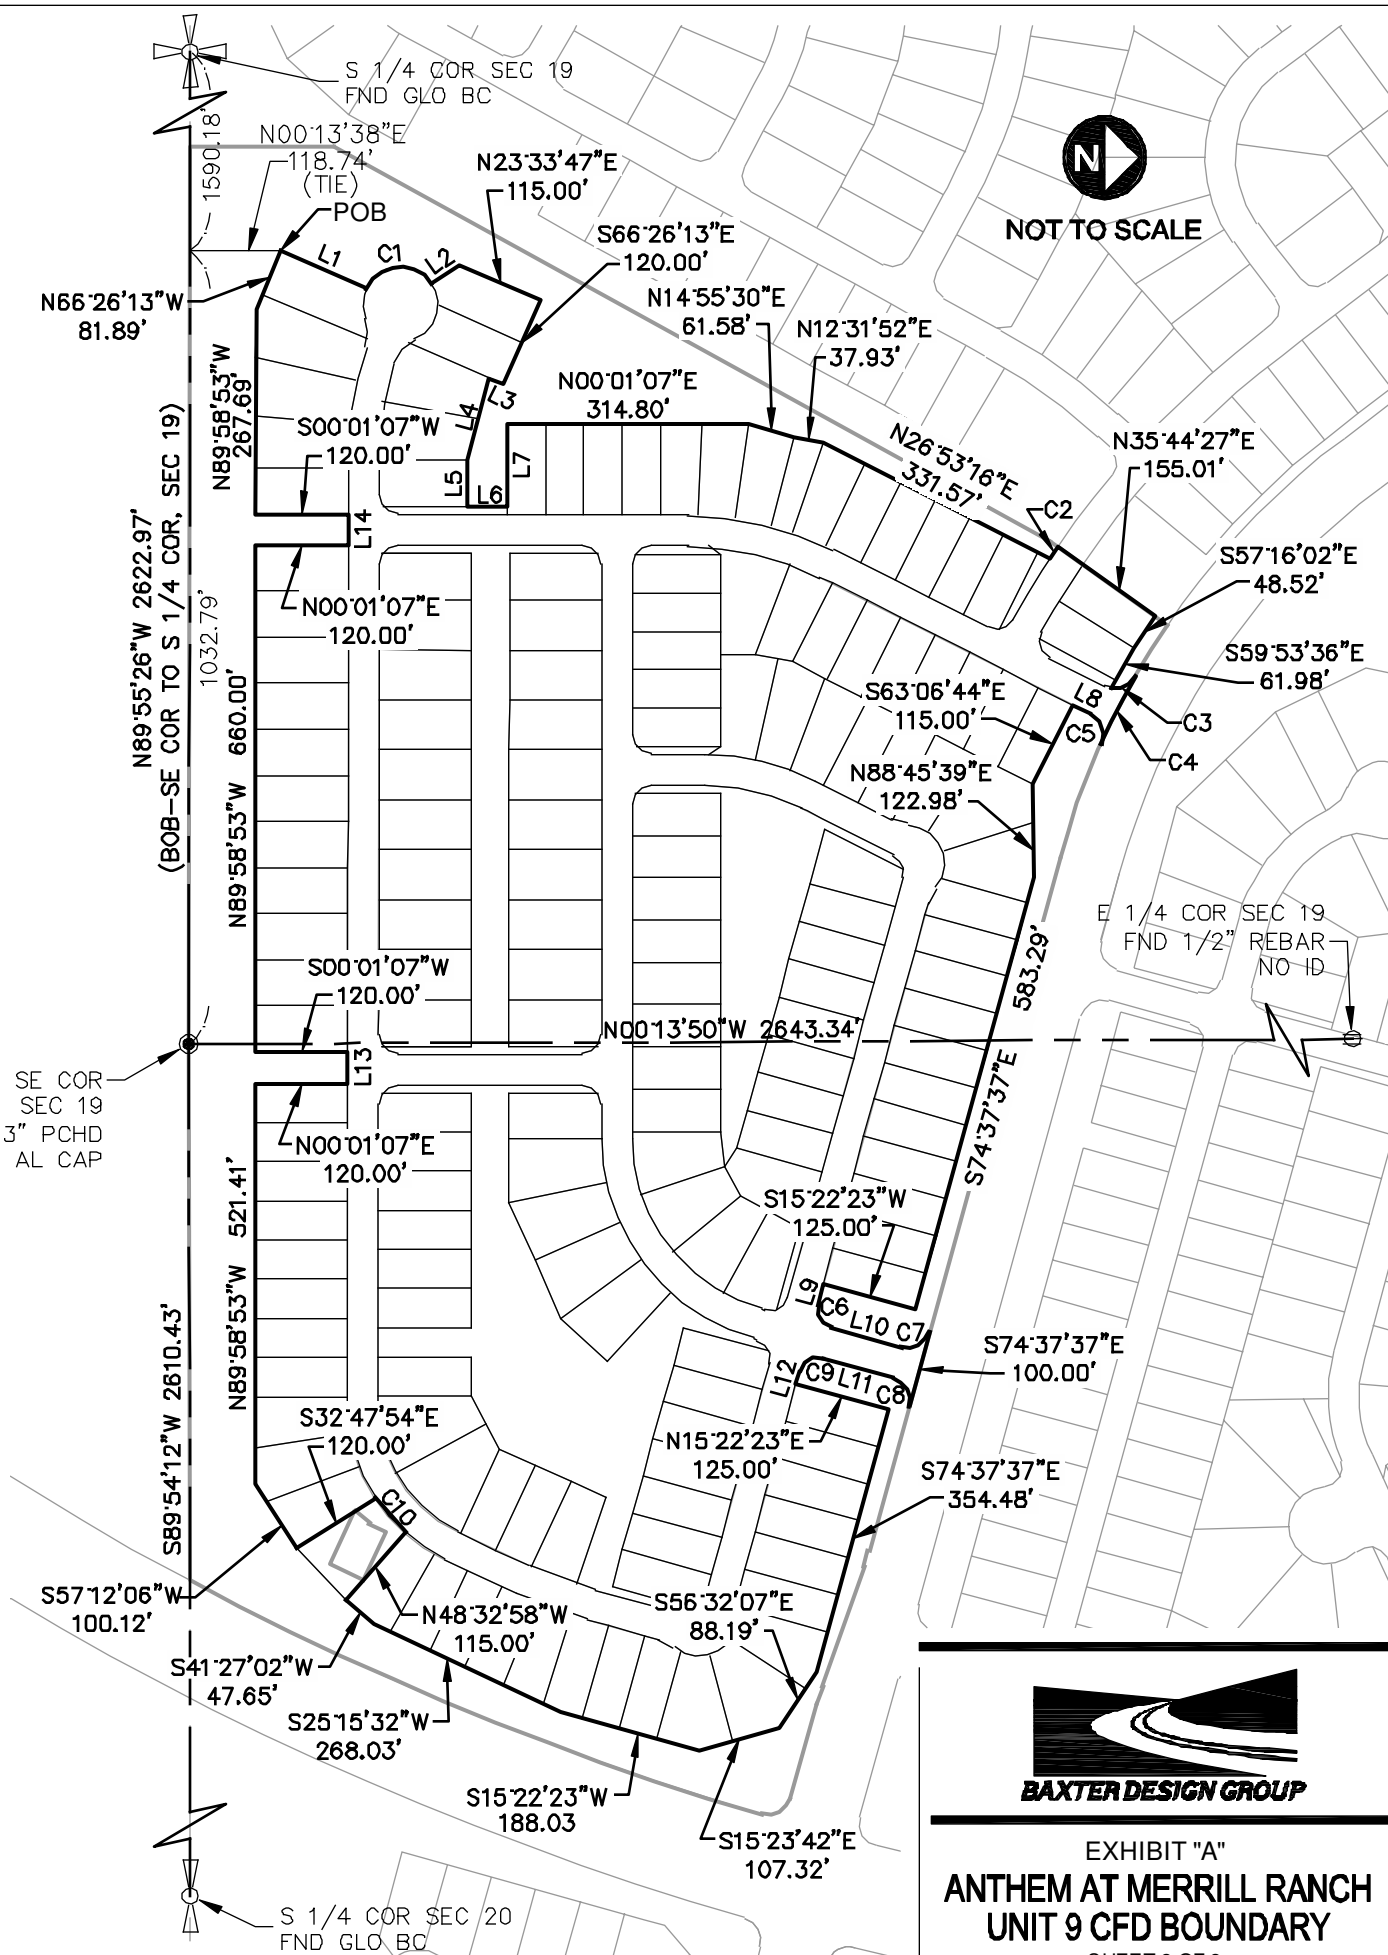 S 1/4 COR SEC 19
FND GLO BC
1590.18'
N00°13'38"E
118.74'
(TIE)
POB
N23°33'47"E
115.00'
N
NOT TO SCALE
L1
C1
L2
S66°26'13"E
120.00'
N66°26'13"W
81.89'
N14°55'30"E
61.58'
N12°31'52"E
37.93'
N89°58'53"W
267.69'
N00°01'07"E
314.80'
L3
L4
S00°01'07"W
120.00'
N26°53'16"E
331.57'
N35°44'27"E
155.01'
L5
L6
L7
C2
L14
N89°55'26"W 2622.97'
(BOB-SE COR TO S 1/4 COR, SEC 19)
1032.79'
S57°16'02"E
48.52'
N00°01'07"E
120.00'
S59°53'36"E
61.98'
N89°58'53"W 660.00'
S63°06'44"E
115.00'
L8
C5
C3
C4
N88°45'39"E
122.98'
E 1/4 COR SEC 19
FND 1/2" REBAR
NO ID
S00°01'07"W
120.00'
583.29'
S74°37'37"E
N00°13'50"W 2643.34'
L13
SE COR
SEC 19
3" PCHD
AL CAP
N00°01'07"E
120.00'
N89°58'53"W 521.41'
S15°22'23"W
125.00'
L9
C6
L10
C7
S74°37'37"E
100.00'
S89°54'12"W 2610.43'
L12
C9
L11
C8
S32°47'54"E
120.00'
N15°22'23"E
125.00'
S74°37'37"E
354.48'
C10
S57°12'06"W
100.12'
N48°32'58"W
115.00'
S56°32'07"E
88.19'
S41°27'02"W
47.65'
S25°15'32"W
268.03'
S15°22'23"W
188.03
S15°23'42"E
107.32'
BAXTER DESIGN GROUP
EXHIBIT "A"
ANTHEM AT MERRILL RANCH
UNIT 9 CFD BOUNDARY
S 1/4 COR SEC 20
FND GLO BC